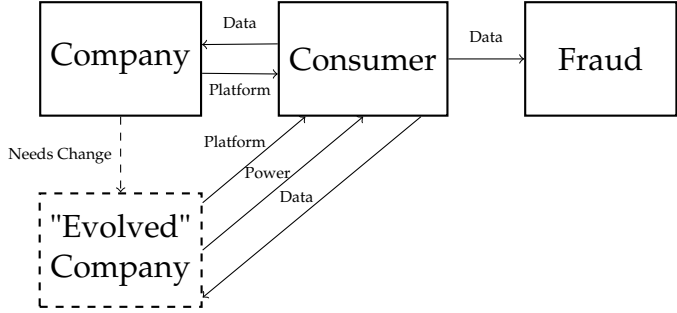 Data
Data
Company
Consumer
Fraud
Platform
Platform
Needs Change
Power
Data
"Evolved"
Company